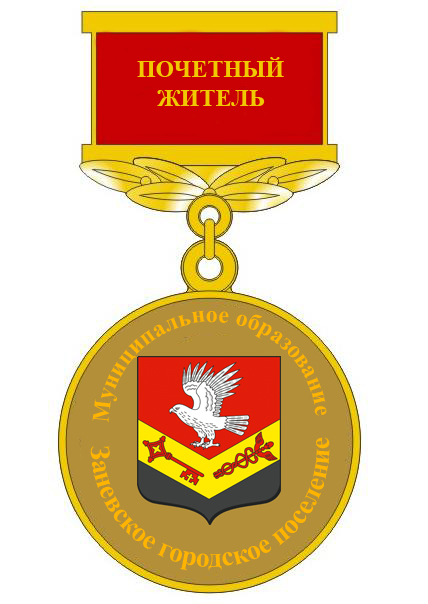 ПОЧЕТНЫЙ
ЖИТЕЛЬ
Муниципальное образование
Заневское городское поселение